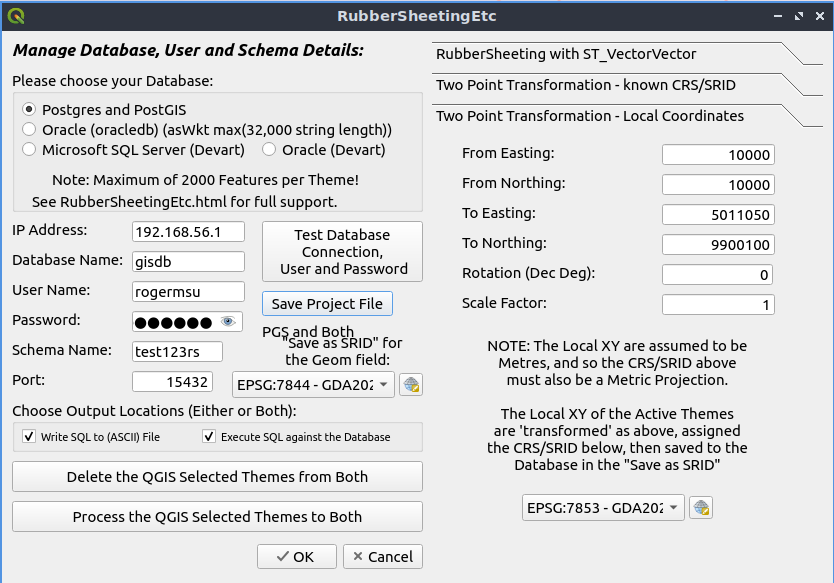 RubberSheetingEtc
Manage Database, User and Schema Details:
Please choose your Database:
Postgres and PostGIS
Oracle (oracledb) (asWkt max(32,000 string length))
Microsoft SQL Server (Devart)
Oracle (Devart)
Note: Maximum of 2000 Features per Theme!
See RubberSheetingEtc.html for full support.
IP Address:
192.168.56.1
Database Name:
gisdb
User Name:
rogermsu
Password:
Schema Name:
test123rs
Port:
15432
Test Database
Connection,
User and Password
Save Project File
PGS and Both
"Save as SRID" for
the Geom field:
EPSG:7844 - GDA202
Choose Output Locations (Either or Both):
Write SQL to (ASCII) File
Execute SQL against the Database
Delete the QGIS Selected Themes from Both
Process the QGIS Selected Themes to Both
OK
Cancel
RubberSheeting with ST_VectorVector
Two Point Transformation - known CRS/SRID
Two Point Transformation - Local Coordinates
From Easting:
10000
From Northing:
10000
To Easting:
5011050
To Northing:
9900100
Rotation (Dec Deg):
0
Scale Factor:
1
NOTE: The Local XY are assumed to be
Metres, and so the CRS/SRID above
must also be a Metric Projection.
The Local XY of the Active Themes
are 'transformed' as above, assigned
the CRS/SRID below, then saved to the
Database in the "Save as SRID"
EPSG:7853 - GDA202